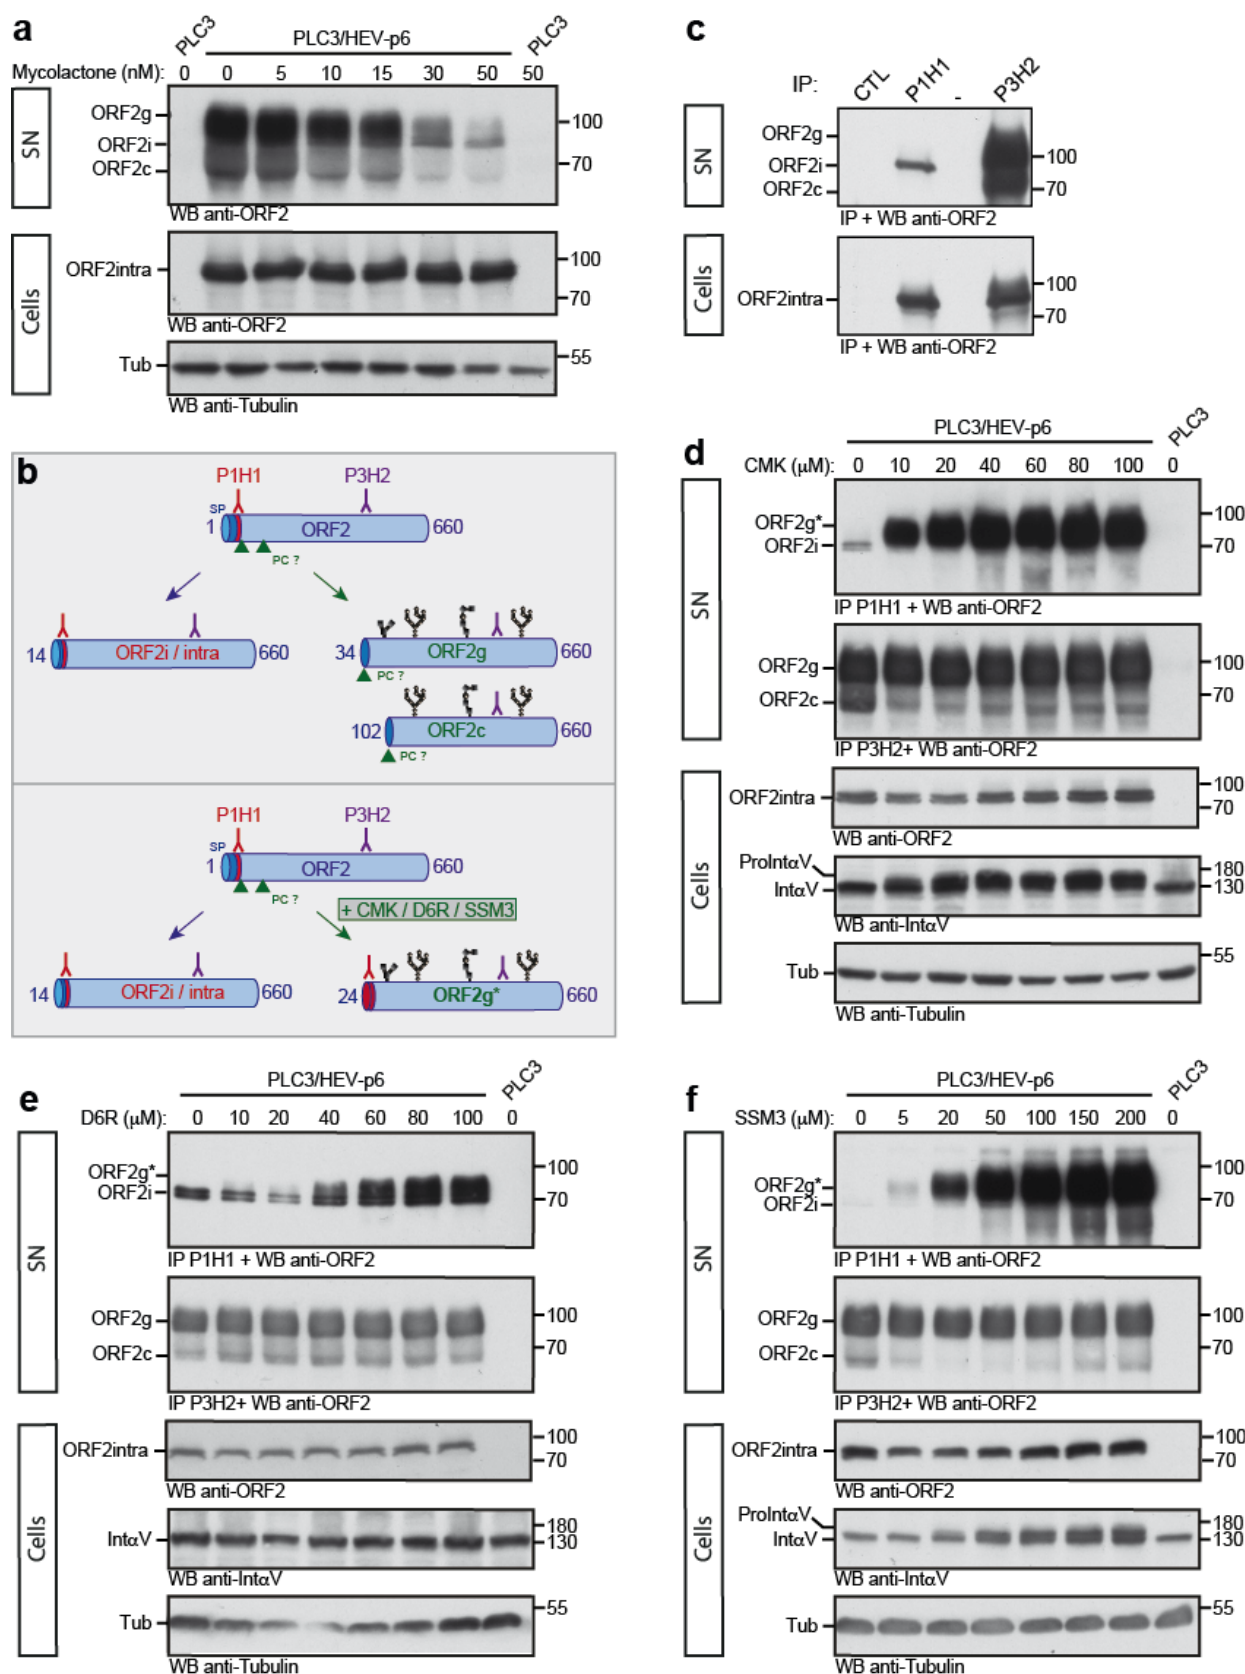 a
PLC3
PLC3/HEV-p6
PLC3
Mycolactone (nM): 0 0 5 10 15 30 50 50
SN
ORF2g
ORF2i
ORF2c
100
70
WB anti-ORF2
Cells
ORF2intra
100
70
WB anti-ORF2
Tub
55
WB anti-Tubulin
c
IP: CTL P1H1 - P3H2
SN
ORF2g
ORF2i
ORF2c
100
70
IP + WB anti-ORF2
Cells
ORF2intra
100
70
IP + WB anti-ORF2
b
P1H1 P3H2
SP
1 ORF2 660
PC ?
14 ORF2i / intra 660
34 ORF2g 660
PC ?
102 ORF2c 660
PC ?
P1H1 P3H2
SP
1 ORF2 660
PC ?
+ CMK / D6R / SSM3
14 ORF2i / intra 660
24 ORF2g* 660
d
PLC3/HEV-p6
PLC3
CMK (µM): 0 10 20 40 60 80 100 0
SN
ORF2g*
ORF2i
100
70
IP P1H1 + WB anti-ORF2
ORF2g
ORF2c
100
70
IP P3H2+ WB anti-ORF2
Cells
ORF2intra
100
70
WB anti-ORF2
ProIntαV
IntαV
180
130
WB anti-IntαV
Tub
55
WB anti-Tubulin
e
PLC3/HEV-p6
PLC3
D6R (µM): 0 10 20 40 60 80 100 0
SN
ORF2g*
ORF2i
100
70
IP P1H1 + WB anti-ORF2
ORF2g
ORF2c
100
70
IP P3H2+ WB anti-ORF2
Cells
ORF2intra
100
70
WB anti-ORF2
IntαV
180
130
WB anti-IntαV
Tub
55
WB anti-Tubulin
f
PLC3/HEV-p6
PLC3
SSM3 (µM): 0 5 20 50 100 150 200 0
SN
ORF2g*
ORF2i
100
70
IP P1H1 + WB anti-ORF2
ORF2g
ORF2c
100
70
IP P3H2+ WB anti-ORF2
Cells
ORF2intra
100
70
WB anti-ORF2
ProIntαV
IntαV
180
130
WB anti-IntαV
Tub
55
WB anti-Tubulin